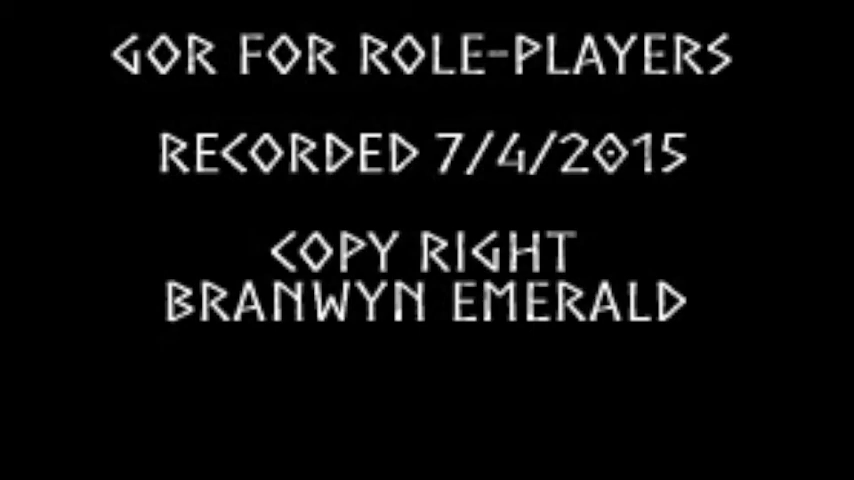 GOR FOR ROLE-PLAYERS
RECORDED 7/4/2015
COPY RIGHT
BRANWYN EMERALD